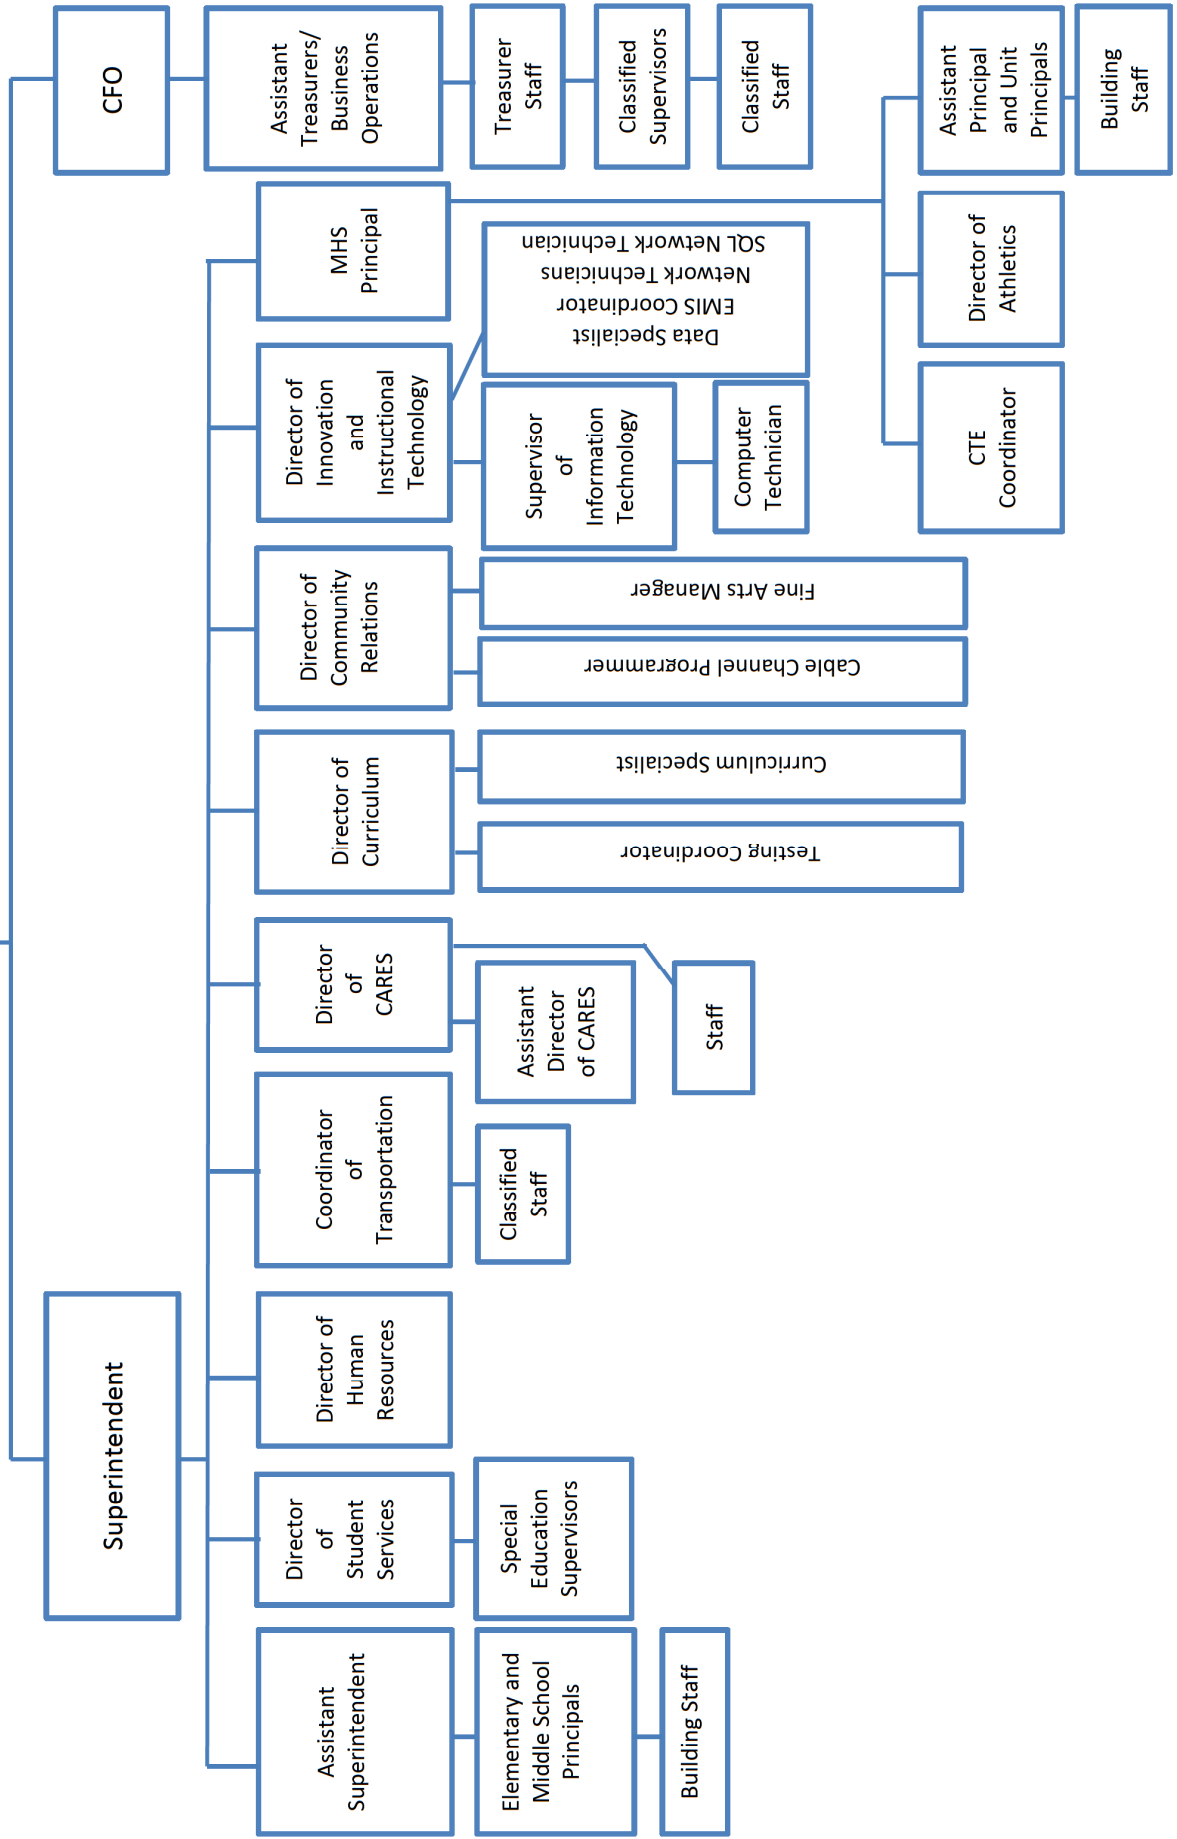 Superintendent
CFO
Assistant
Superintendent
Director
of
Student
Services
Director of
Human
Resources
Coordinator
of
Transportation
Director
of
CARES
Director of
Curriculum
Director of
Community
Relations
Director of
Innovation
and
Instructional
Technology
MHS
Principal
Assistant
Treasurers/
Business
Operations
Elementary and
Middle School
Principals
Building Staff
Special
Education
Supervisors
Classified
Staff
Assistant
Director
of CARES
Staff
Testing Coordinator
Curriculum Specialist
Cable Channel Programmer
Fine Arts Manager
Supervisor
of
Information
Technology
Computer
Technician
Data Specialist
EMIS Coordinator
Network Technicians
SQL Network Technician
Treasurer
Staff
Classified
Supervisors
Classified
Staff
CTE
Coordinator
Director of
Athletics
Assistant
Principal
and Unit
Principals
Building
Staff